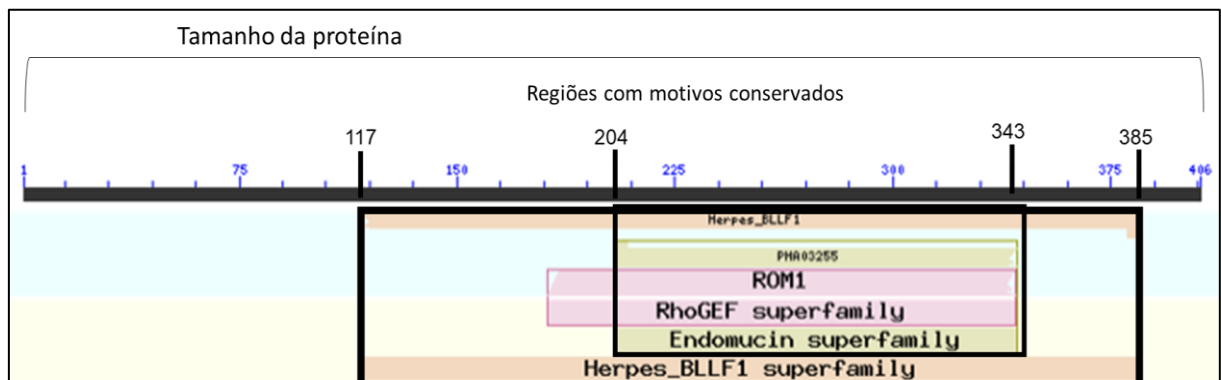 Tamanho da proteína
Regiões com motivos conservados
117 204 343 385
1 75 150 225 300 375 406
Herpes_BLLF1
PHA03255
ROM1
RhoGEF superfamily
Endomucin superfamily
Herpes_BLLF1 superfamily